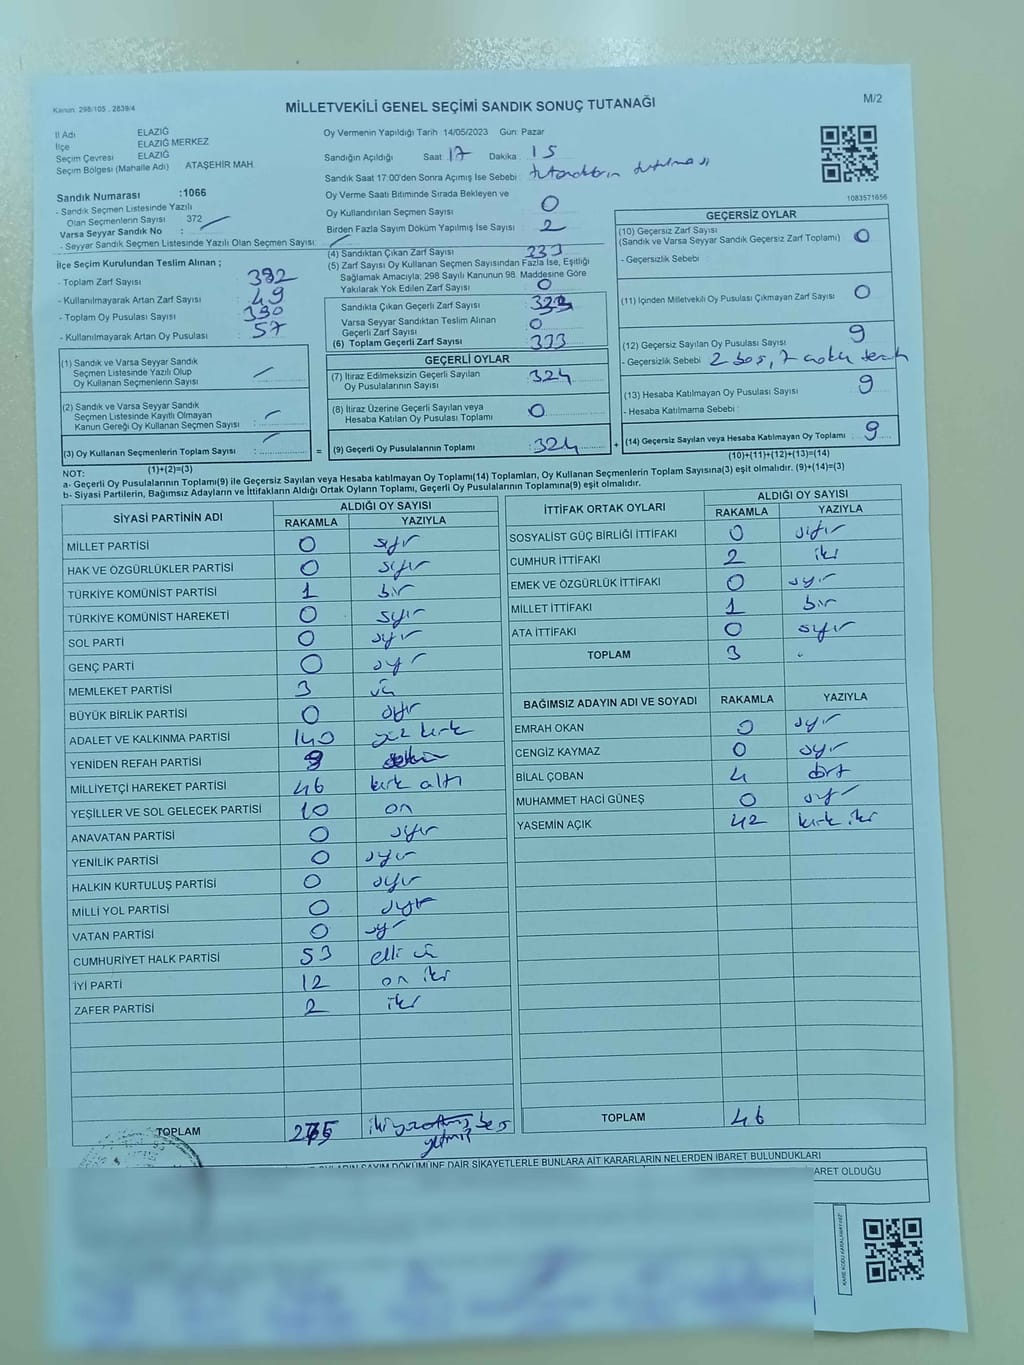 Kanun: 298/105 , 2839/4
MİLLETVEKİLİ GENEL SEÇİMİ SANDIK SONUÇ TUTANAĞI
M/2
İl Adı ELAZIĞ
İlçe ELAZIĞ MERKEZ
Seçim Çevresi ELAZIĞ
Seçim Bölgesi (Mahalle Adı) ATAŞEHİR MAH.
Oy Vermenin Yapıldığı Tarih 14/05/2023 Gün: Pazar
Sandığın Açıldığı Saat 17 Dakika 15
Sandık Saat 17:00'den Sonra Açımış İse Sebebi : tutanakların tutulması
Sandık Numarası :1066
- Sandık Seçmen Listesinde Yazılı
Olan Seçmenlerin Sayısı 372
Varsa Seyyar Sandık No :
- Seyyar Sandık Seçmen Listesinde Yazılı Olan Seçmen Sayısı:
Oy Verme Saati Bitiminde Sırada Bekleyen ve
Oy Kullandırılan Seçmen Sayısı 0
Birden Fazla Sayım Döküm Yapılmış İse Sayısı 2
1083571656
İlçe Seçim Kurulundan Teslim Alınan ;
- Toplam Zarf Sayısı
- Kullanılmayarak Artan Zarf Sayısı : 49
- Toplam Oy Pusulası Sayısı : 390
- Kullanılmayarak Artan Oy Pusulası : 57
(4) Sandıktan Çıkan Zarf Sayısı
(5) Zarf Sayısı Oy Kullanan Seçmen Sayısından Fazla İse, Eşitliği
Sağlamak Amacıyla, 298 Sayılı Kanunun 98. Maddesine Göre
Yakılarak Yok Edilen Zarf Sayısı 0
Sandıkta Çıkan Geçerli Zarf Sayısı
Varsa Seyyar Sandıktan Teslim Alınan
Geçerli Zarf Sayısı 0
(6) Toplam Geçerli Zarf Sayısı 333
GEÇERSİZ OYLAR
(10) Geçersiz Zarf Sayısı
(Sandık ve Varsa Seyyar Sandık Geçersiz Zarf Toplamı) 0
- Geçersizlik Sebebi
(11) İçinden Milletvekili Oy Pusulası Çıkmayan Zarf Sayısı 0
(12) Geçersiz Sayılan Oy Pusulası Sayısı 9
- Geçersizlik Sebebi : 2 boş, 7
(13) Hesaba Katılmayan Oy Pusulası Sayısı 9
- Hesaba Katılmama Sebebi :
(14) Geçersiz Sayılan veya Hesaba Katılmayan Oy Toplamı : 9
(10)+(11)+(12)+(13)=(14)
(1) Sandık ve Varsa Seyyar Sandık
Seçmen Listesinde Yazılı Olup
Oy Kullanan Seçmenlerin Sayısı
(2) Sandık ve Varsa Seyyar Sandık
Seçmen Listesinde Kayıtlı Olmayan
Kanun Gereği Oy Kullanan Seçmen Sayısı :
(3) Oy Kullanan Seçmenlerin Toplam Sayısı :
(1)+(2)=(3)
GEÇERLİ OYLAR
(7) İtiraz Edilmeksizin Geçerli Sayılan
Oy Pusulalarının Sayısı 324
(8) İtiraz Üzerine Geçerli Sayılan veya
Hesaba Katılan Oy Pusulası Toplamı 0
(9) Geçerli Oy Pusulalarının Toplamı : 324
NOT:
a- Geçerli Oy Pusulalarının Toplamı(9) ile Geçersiz Sayılan veya Hesaba katılmayan Oy Toplamı(14) Toplamları, Oy Kullanan Seçmenlerin Toplam Sayısına(3) eşit olmalıdır. (9)+(14)=(3)
b- Siyasi Partilerin, Bağımsız Adayların ve İttifakların Aldığı Ortak Oyların Toplamı, Geçerli Oy Pusulalarının Toplamına(9) eşit olmalıdır.
SİYASİ PARTİNİN ADI ALDIĞI OY SAYISI
RAKAMLA YAZIYLA
MİLLET PARTİSİ 0 sıfır
HAK VE ÖZGÜRLÜKLER PARTİSİ 0 sıfır
TÜRKİYE KOMÜNİST PARTİSİ 1 bir
TÜRKİYE KOMÜNİST HAREKETİ 0 sıfır
SOL PARTİ 0 sıfır
GENÇ PARTİ 0 sıfır
MEMLEKET PARTİSİ 3 üç
BÜYÜK BİRLİK PARTİSİ 0 sıfır
ADALET VE KALKINMA PARTİSİ 140 yüz kırk
YENİDEN REFAH PARTİSİ
MİLLİYETÇİ HAREKET PARTİSİ 46 kırk altı
YEŞİLLER VE SOL GELECEK PARTİSİ 10 on
ANAVATAN PARTİSİ 0 sıfır
YENİLİK PARTİSİ 0 sıfır
HALKIN KURTULUŞ PARTİSİ 0 sıfır
MİLLİ YOL PARTİSİ 0 sıfır
VATAN PARTİSİ 0 sıfır
CUMHURİYET HALK PARTİSİ 53 elli üç
İYİ PARTİ 12 on iki
ZAFER PARTİSİ 2 iki
TOPLAM 275 iki yüz yetmiş beş
İTTİFAK ORTAK OYLARI ALDIĞI OY SAYISI
RAKAMLA YAZIYLA
SOSYALİST GÜÇ BİRLİĞİ İTTİFAKI 0 sıfır
CUMHUR İTTİFAKI 2 iki
EMEK VE ÖZGÜRLÜK İTTİFAKI 0 sıfır
MİLLET İTTİFAKI 1 bir
ATA İTTİFAKI 0 sıfır
TOPLAM 3
BAĞIMSIZ ADAYIN ADI VE SOYADI RAKAMLA YAZIYLA
EMRAH OKAN 0 sıfır
CENGİZ KAYMAZ 0 sıfır
BİLAL ÇOBAN 4 dört
MUHAMMET HACİ GÜNEŞ 0 sıfır
YASEMİN AÇIK 42 kırk iki
TOPLAM 46
OYLARIN SAYIM DÖKÜMÜNE DAİR ŞİKAYETLERLE BUNLARA AİT KARARLARIN NELERDEN İBARET BULUNDUKLARI
BARET OLDUĞU